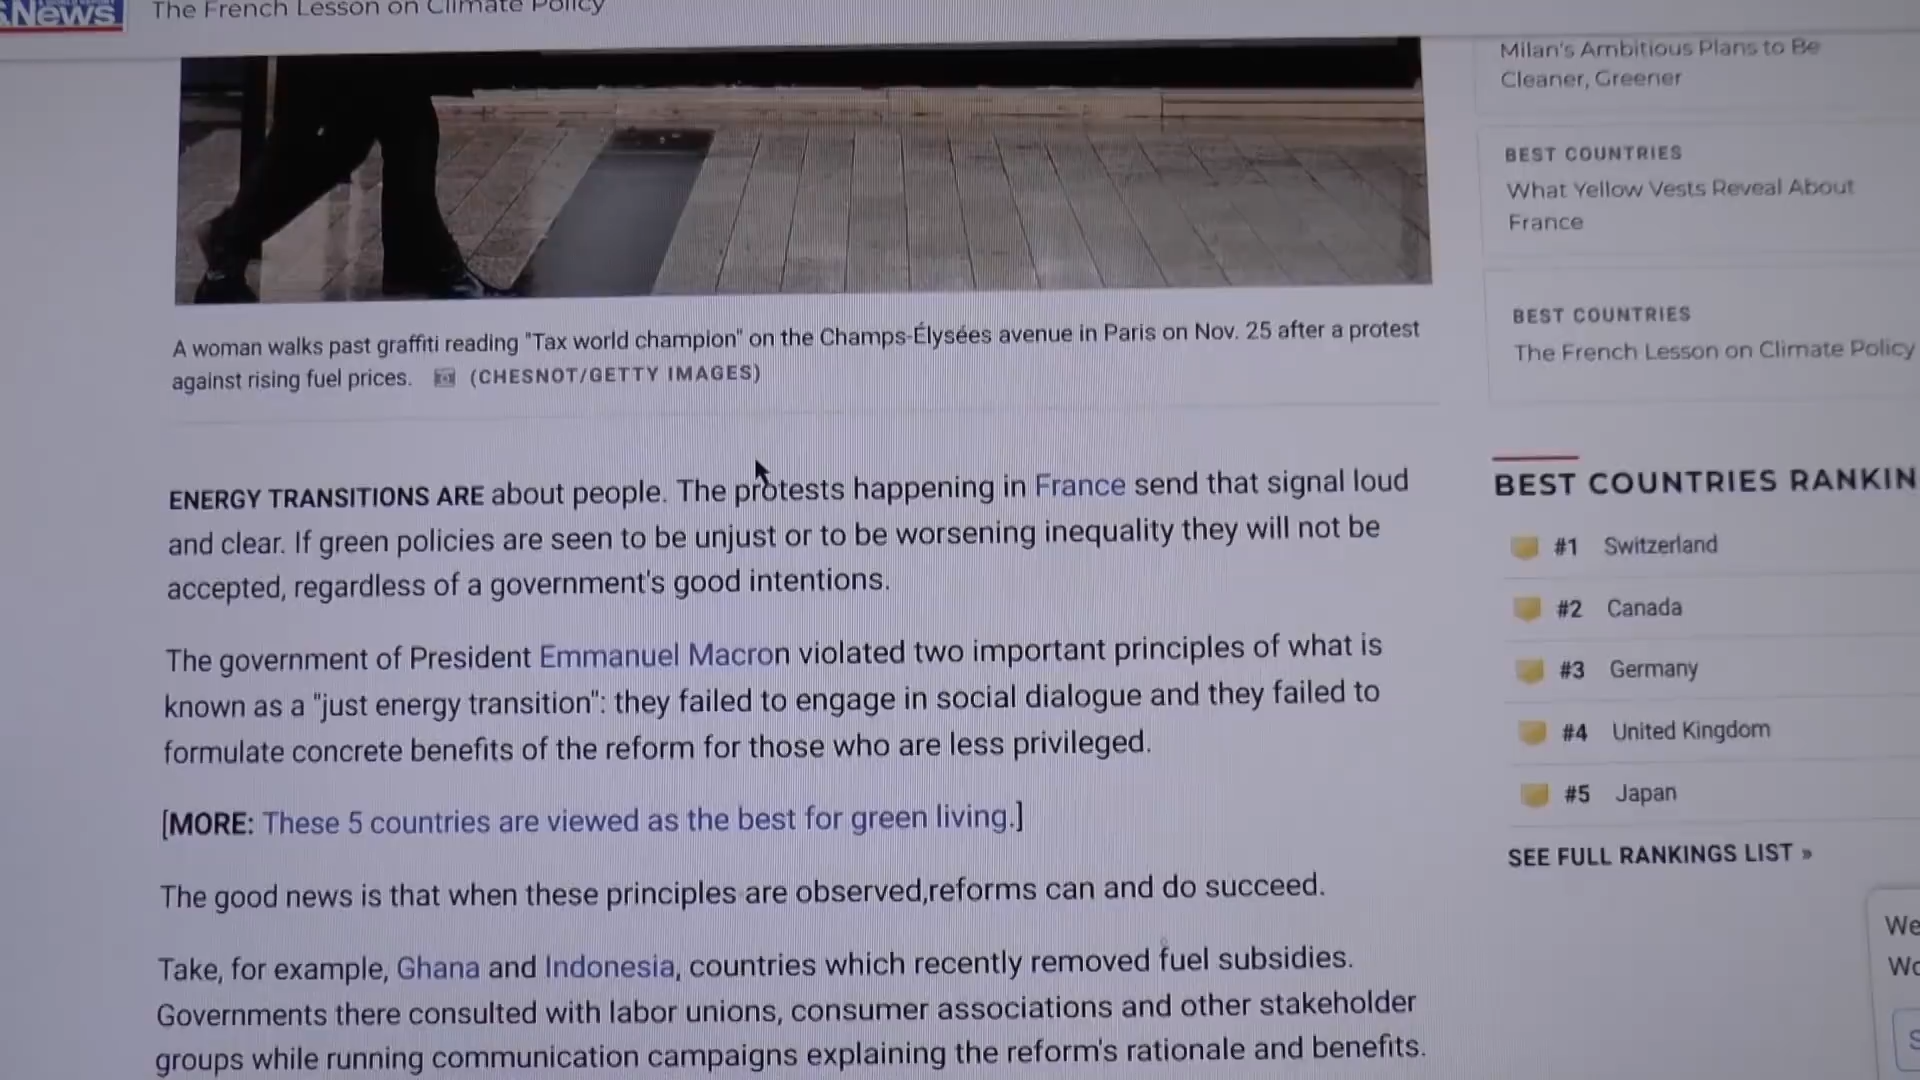 News
The French Lesson on Climate Policy
A woman walks past graffiti reading "Tax world champion" on the Champs-Élysées avenue in Paris on Nov. 25 after a protest
against rising fuel prices. (CHESNOT/GETTY IMAGES)
ENERGY TRANSITIONS ARE about people. The protests happening in France send that signal loud
and clear. If green policies are seen to be unjust or to be worsening inequality they will not be
accepted, regardless of a government's good intentions.
The government of President Emmanuel Macron violated two important principles of what is
known as a "just energy transition": they failed to engage in social dialogue and they failed to
formulate concrete benefits of the reform for those who are less privileged.
[MORE: These 5 countries are viewed as the best for green living.]
The good news is that when these principles are observed,reforms can and do succeed.
Take, for example, Ghana and Indonesia, countries which recently removed fuel subsidies.
Governments there consulted with labor unions, consumer associations and other stakeholder
groups while running communication campaigns explaining the reform's rationale and benefits.
Milan's Ambitious Plans to Be
Cleaner, Greener
BEST COUNTRIES
What Yellow Vests Reveal About
France
BEST COUNTRIES
The French Lesson on Climate Policy
BEST COUNTRIES RANKIN
#1 Switzerland
#2 Canada
#3 Germany
#4 United Kingdom
#5 Japan
SEE FULL RANKINGS LIST »
We